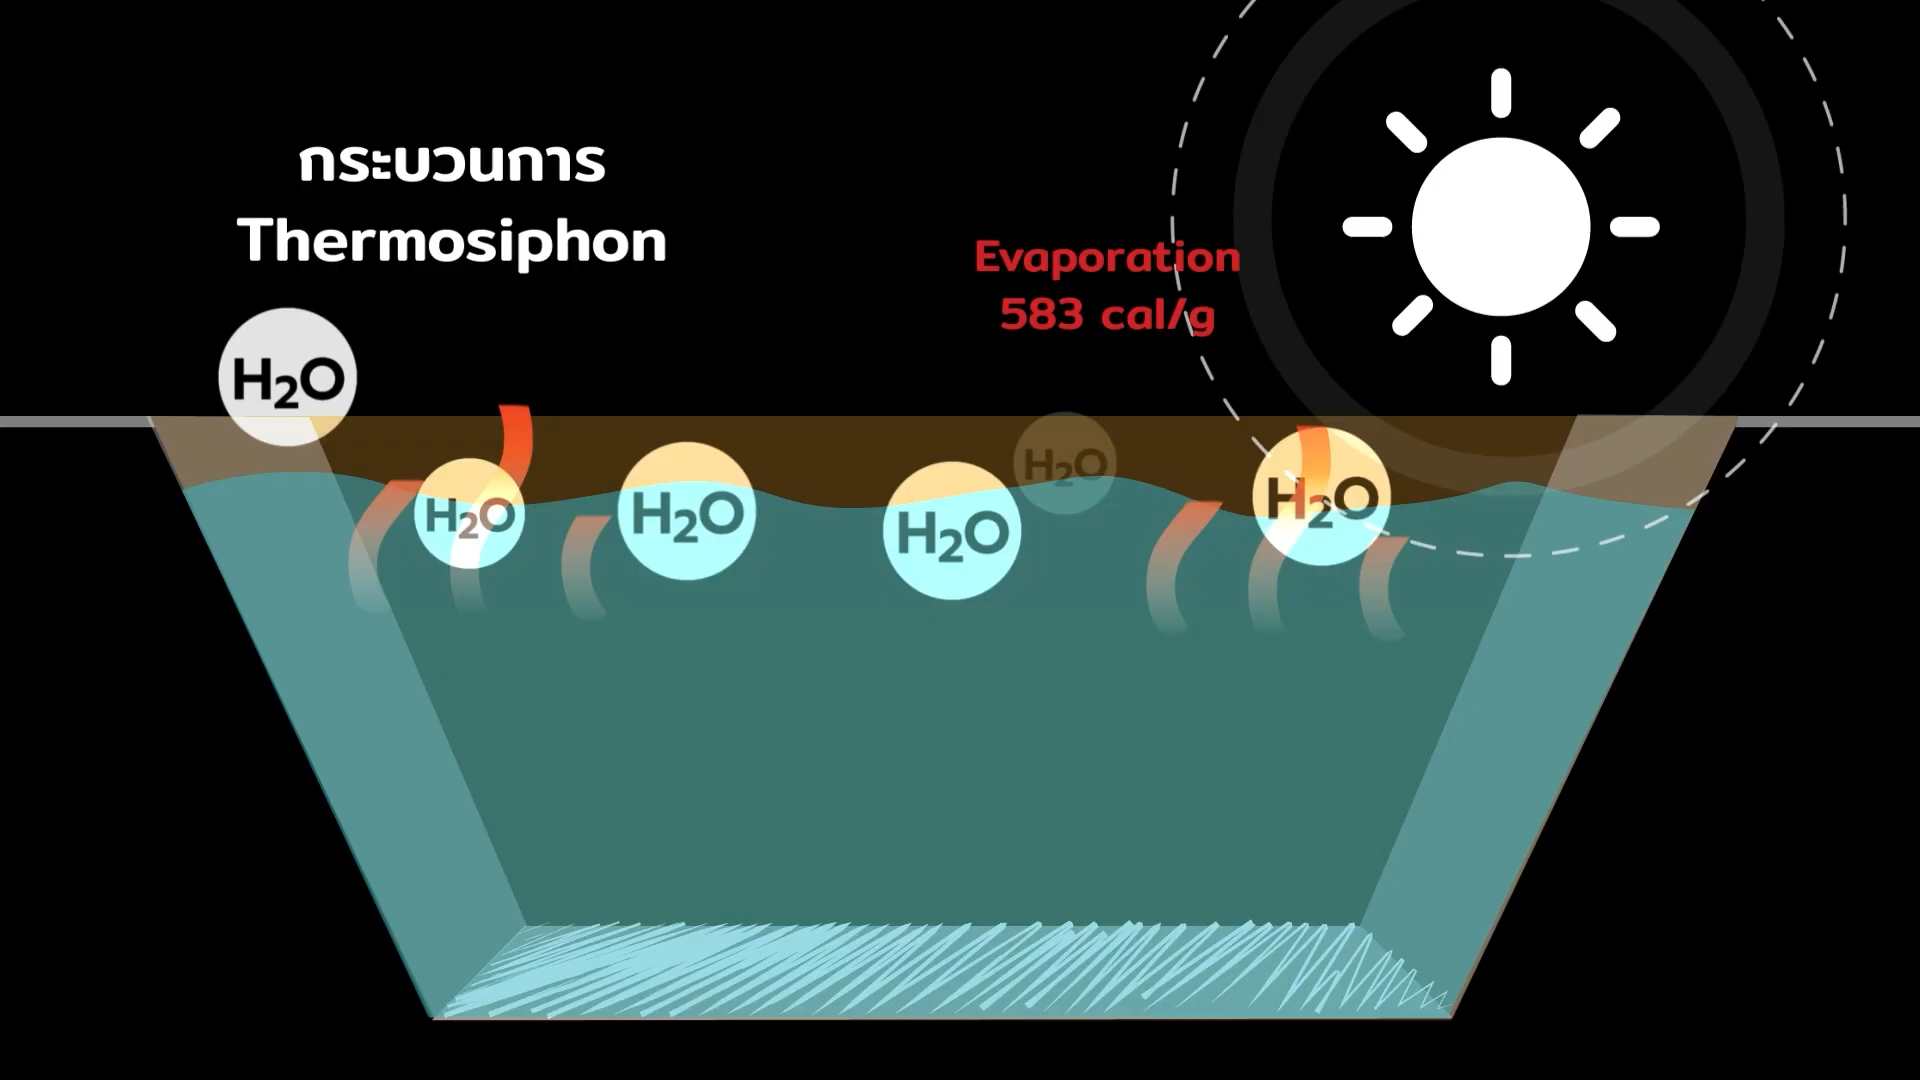 กระบวนการ
Thermosiphon
Evaporation
583 cal/g
H₂O
H₂O
H₂O
H₂O
H₂O
H₂O